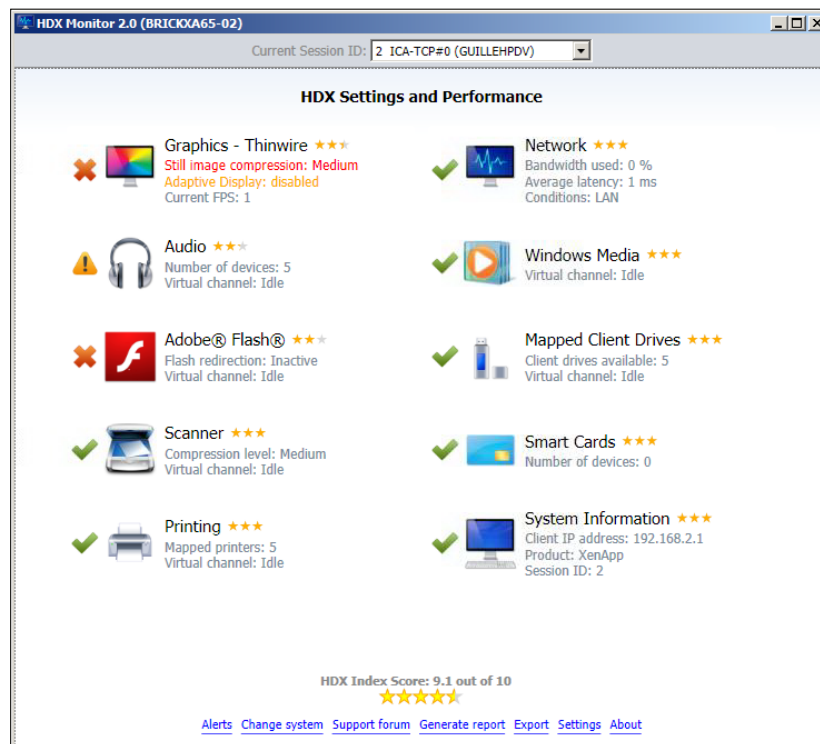 HDX Monitor 2.0 (BRICKXA65-02)
Current Session ID: 2 ICA-TCP#0 (GUILLEHPDV)
HDX Settings and Performance
Graphics - Thinwire
Still image compression: Medium
Adaptive Display: disabled
Current FPS: 1
Network
Bandwidth used: 0 %
Average latency: 1 ms
Conditions: LAN
Audio
Number of devices: 5
Virtual channel: Idle
Windows Media
Virtual channel: Idle
Adobe® Flash®
Flash redirection: Inactive
Virtual channel: Idle
Mapped Client Drives
Client drives available: 5
Virtual channel: Idle
Scanner
Compression level: Medium
Virtual channel: Idle
Smart Cards
Number of devices: 0
Printing
Mapped printers: 5
Virtual channel: Idle
System Information
Client IP address: 192.168.2.1
Product: XenApp
Session ID: 2
HDX Index Score: 9.1 out of 10
Alerts Change system Support forum Generate report Export Settings About